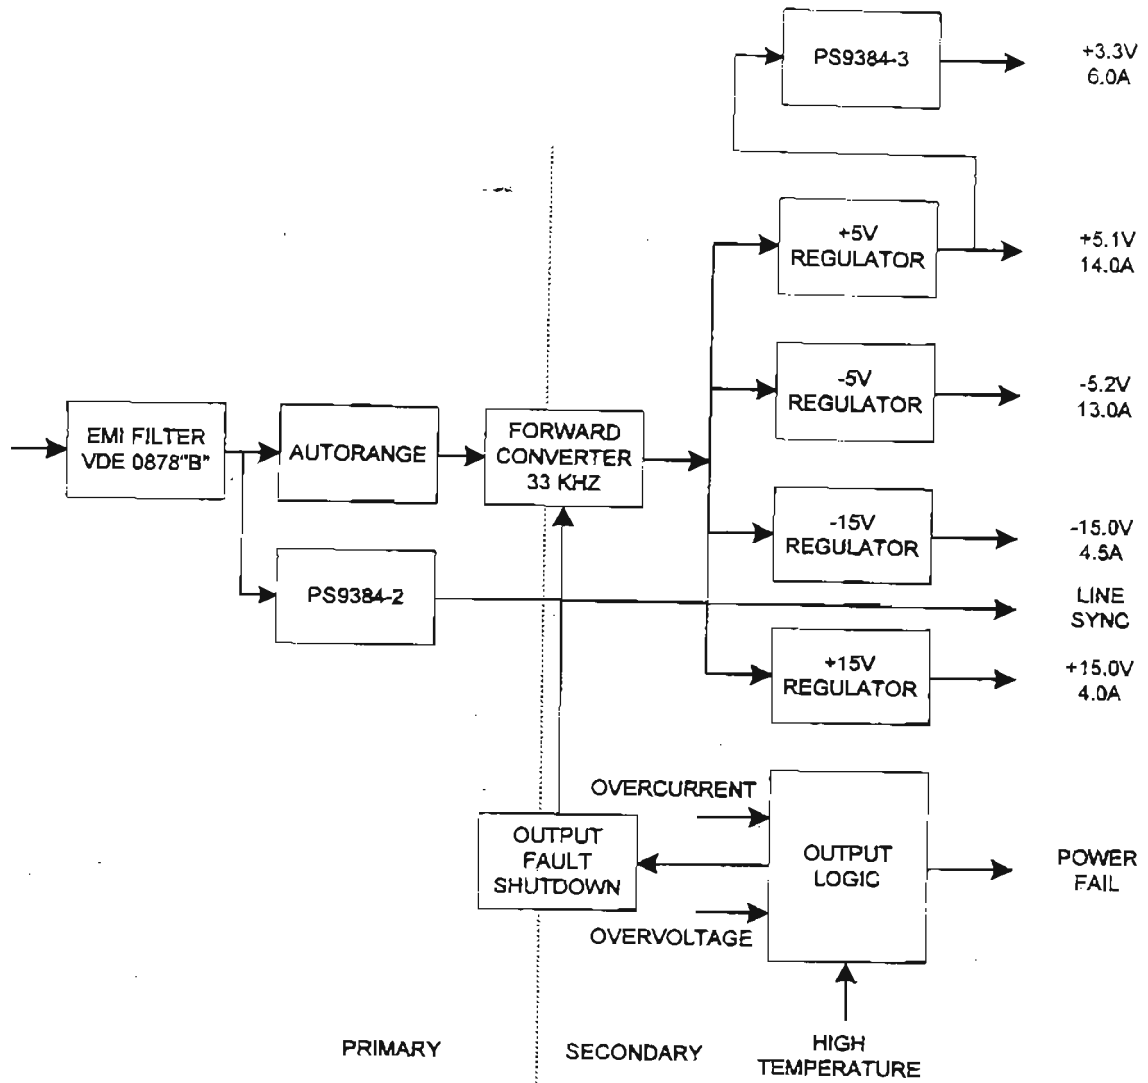 PS9384-3
+3.3V
6.0A
+5V
REGULATOR
+5.1V
14.0A
-5V
REGULATOR
-5.2V
13.0A
EMI FILTER
VDE 0878"B"
AUTORANGE
FORWARD
CONVERTER
33 KHZ
-15V
REGULATOR
-15.0V
4.5A
PS9384-2
LINE
SYNC
+15V
REGULATOR
+15.0V
4.0A
OVERCURRENT
OUTPUT
FAULT
SHUTDOWN
OUTPUT
LOGIC
POWER
FAIL
OVERVOLTAGE
PRIMARY
SECONDARY
HIGH
TEMPERATURE